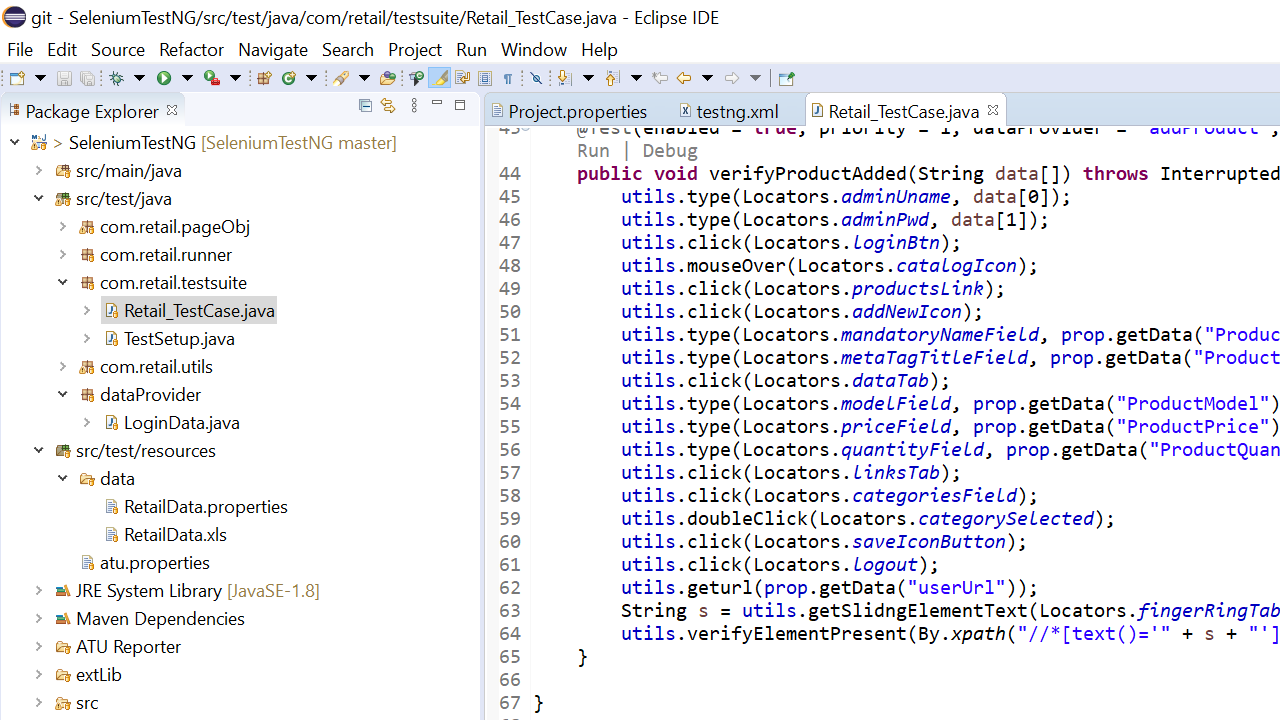 git - SeleniumTestNG/src/test/java/com/retail/testsuite/Retail_TestCase.java - Eclipse IDE
File Edit Source Refactor Navigate Search Project Run Window Help
Package Explorer
> SeleniumTestNG [SeleniumTestNG master]
src/main/java
src/test/java
com.retail.pageObj
com.retail.runner
com.retail.testsuite
Retail_TestCase.java
TestSetup.java
com.retail.utils
dataProvider
LoginData.java
src/test/resources
data
RetailData.properties
RetailData.xls
atu.properties
JRE System Library [JavaSE-1.8]
Maven Dependencies
ATU Reporter
extLib
src
Project.properties testng.xml Retail_TestCase.java
43 @Test(enabled = true, priority = 1, dataProvider = "addProduct",
Run | Debug
44 public void verifyProductAdded(String data[]) throws Interrupted
45 utils.type(Locators.adminUname, data[0]);
46 utils.type(Locators.adminPwd, data[1]);
47 utils.click(Locators.loginBtn);
48 utils.mouseOver(Locators.catalogIcon);
49 utils.click(Locators.productsLink);
50 utils.click(Locators.addNewIcon);
51 utils.type(Locators.mandatoryNameField, prop.getData("Produc
52 utils.type(Locators.metaTagTitleField, prop.getData("Product
53 utils.click(Locators.dataTab);
54 utils.type(Locators.modelField, prop.getData("ProductModel")
55 utils.type(Locators.priceField, prop.getData("ProductPrice")
56 utils.type(Locators.quantityField, prop.getData("ProductQuan
57 utils.click(Locators.linksTab);
58 utils.click(Locators.categoriesField);
59 utils.doubleClick(Locators.categorySelected);
60 utils.click(Locators.saveIconButton);
61 utils.click(Locators.logout);
62 utils.geturl(prop.getData("userUrl"));
63 String s = utils.getSlidngElementText(Locators.fingerRingTab
64 utils.verifyElementPresent(By.xpath("//*[text()='" + s + "']
65 }
66
67 }